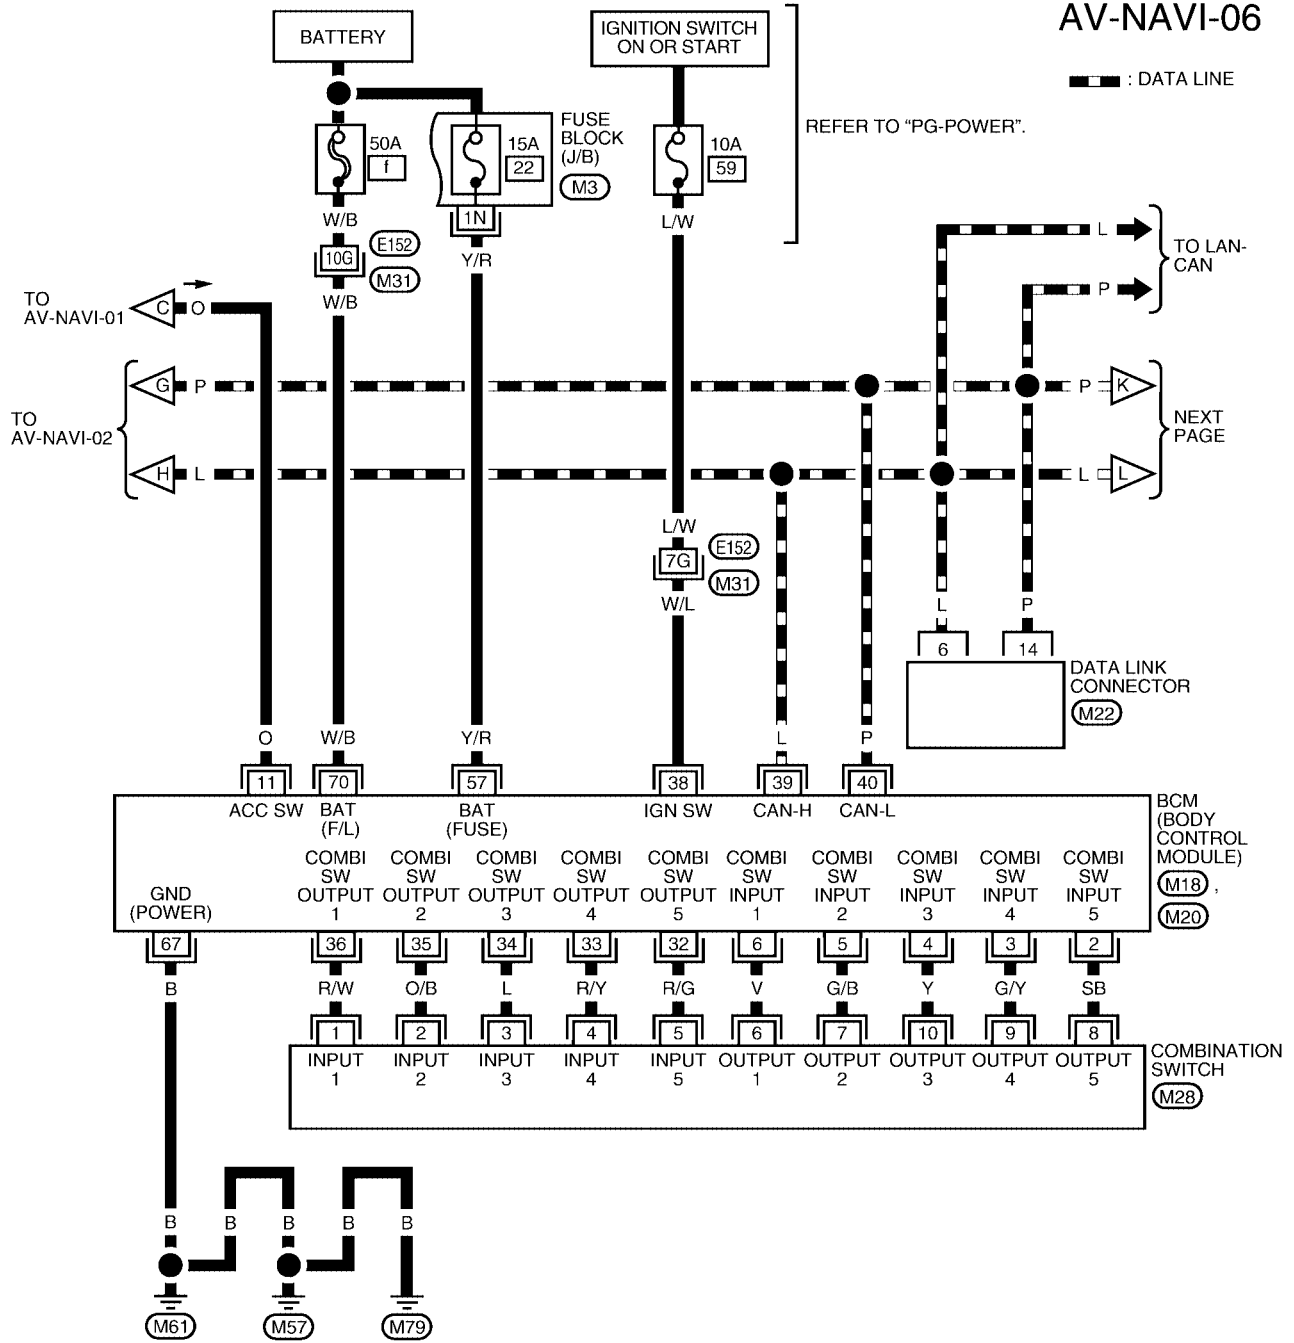 AV-NAVI-06
BATTERY
IGNITION SWITCH
ON OR START
: DATA LINE
REFER TO “PG-POWER”.
50A
f
15A
22
FUSE
BLOCK
(J/B)
M3
10A
59
W/B
1N
L/W
10G
E152
M31
Y/R
W/B
L
P
TO LAN-
CAN
TO
AV-NAVI-01
C
O
G
P
P
K
TO
AV-NAVI-02
NEXT
PAGE
H
L
L
L
L/W
7G
E152
M31
W/L
L
P
6
14
DATA LINK
CONNECTOR
M22
O
W/B
Y/R
L
P
11
70
57
38
39
40
ACC SW
BAT
(F/L)
BAT
(FUSE)
IGN SW
CAN-H
CAN-L
BCM
(BODY
CONTROL
MODULE)
M18 ,
M20
GND
(POWER)
COMBI
SW
OUTPUT
1
COMBI
SW
OUTPUT
2
COMBI
SW
OUTPUT
3
COMBI
SW
OUTPUT
4
COMBI
SW
OUTPUT
5
COMBI
SW
INPUT
1
COMBI
SW
INPUT
2
COMBI
SW
INPUT
3
COMBI
SW
INPUT
4
COMBI
SW
INPUT
5
67
36
35
34
33
32
6
5
4
3
2
B
R/W
O/B
L
R/Y
R/G
V
G/B
Y
G/Y
SB
1
2
3
4
5
6
7
10
9
8
INPUT
1
INPUT
2
INPUT
3
INPUT
4
INPUT
5
OUTPUT
1
OUTPUT
2
OUTPUT
3
OUTPUT
4
OUTPUT
5
COMBINATION
SWITCH
M28
B
B
B
B
B
M61
M57
M79